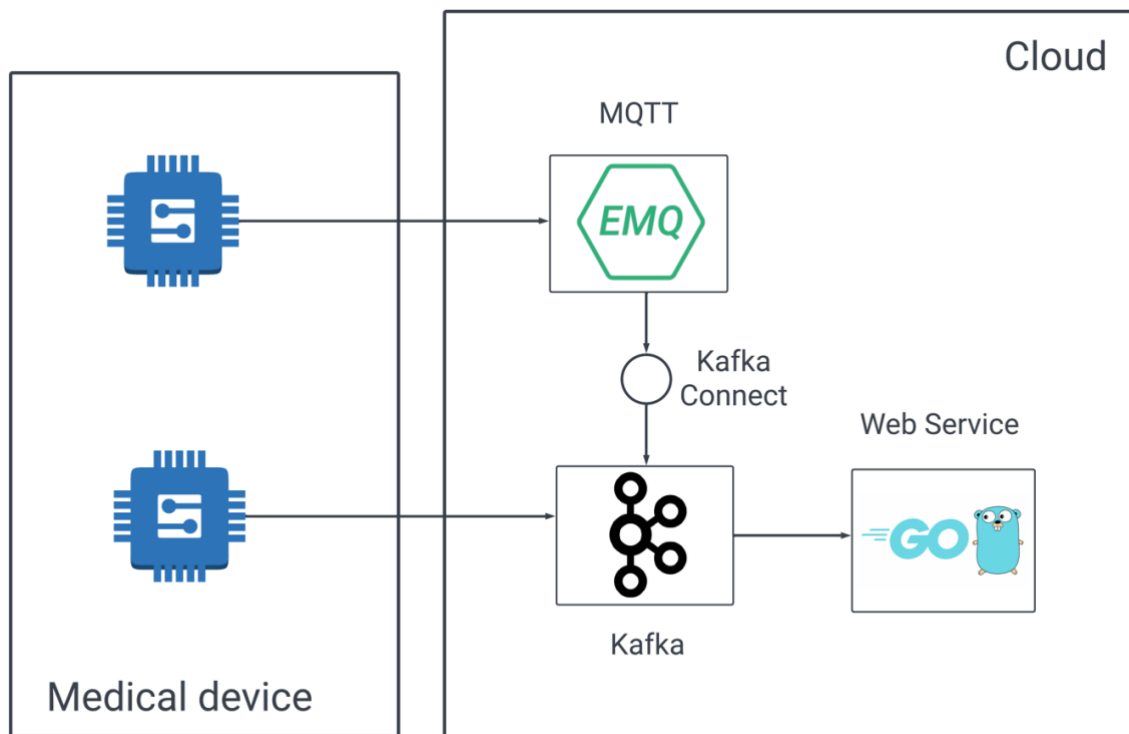 Cloud
MQTT
EMQ
Kafka
Connect
Web Service
GO
Kafka
Medical device